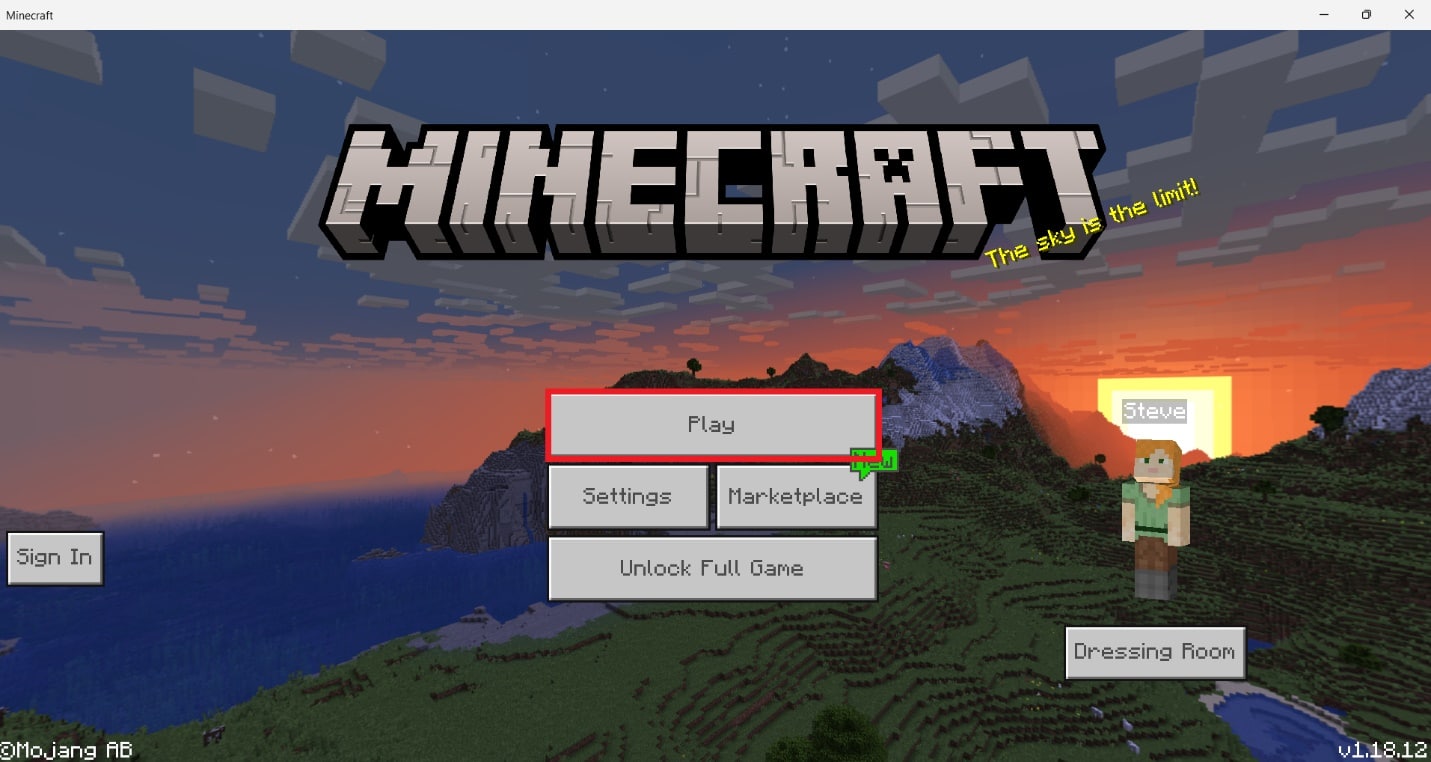 Minecraft
MINECRAFT
The sky is the limit!
Play
New
Settings
Marketplace
Unlock Full Game
Sign In
Steve
Dressing Room
©Mojang AB
v1.18.12